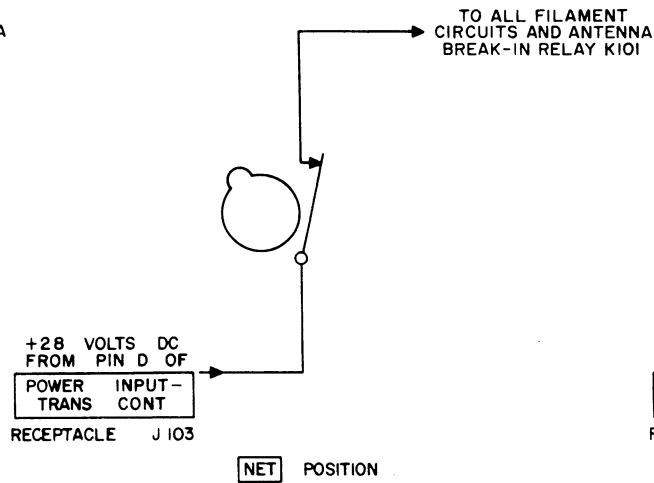 A
TO ALL FILAMENT
CIRCUITS AND ANTENNA
BREAK-IN RELAY K101
+28 VOLTS DC
FROM PIN D OF
POWER INPUT-
TRANS CONT
RECEPTACLE J103
NET POSITION